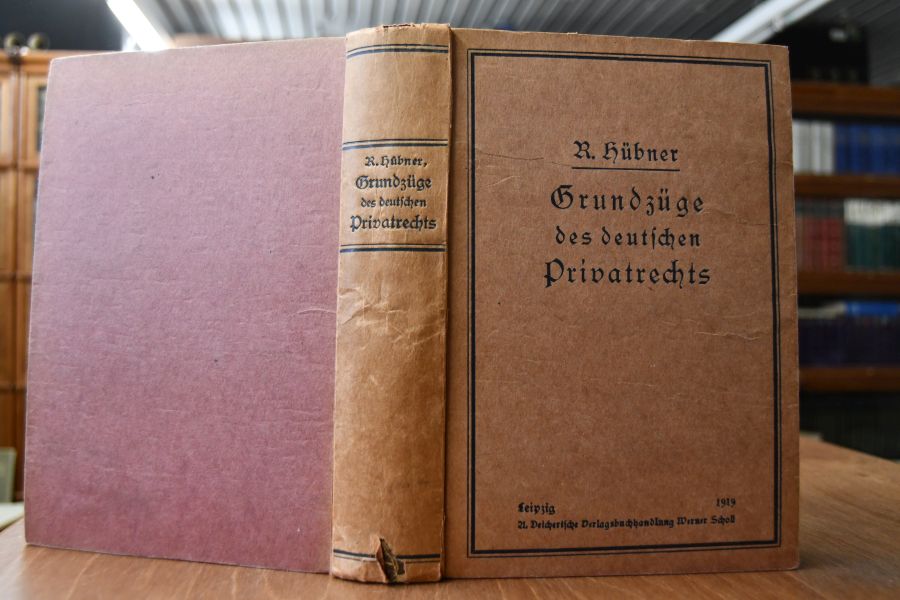 R. Hübner,
Grundzüge
des deutschen
Privatrechts
R. Hübner
Grundzüge
des deutschen
Privatrechts
Leipzig 1919
A. Deichertsche Verlagsbuchhandlung Werner Scholl